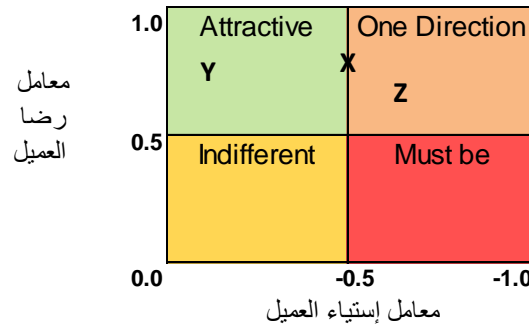 1.0
Attractive
One Direction
Y
X
Z
معامل
رضا
العميل
0.5
Indifferent
Must be
0.0
-0.5
-1.0
معامل إستياء العميل